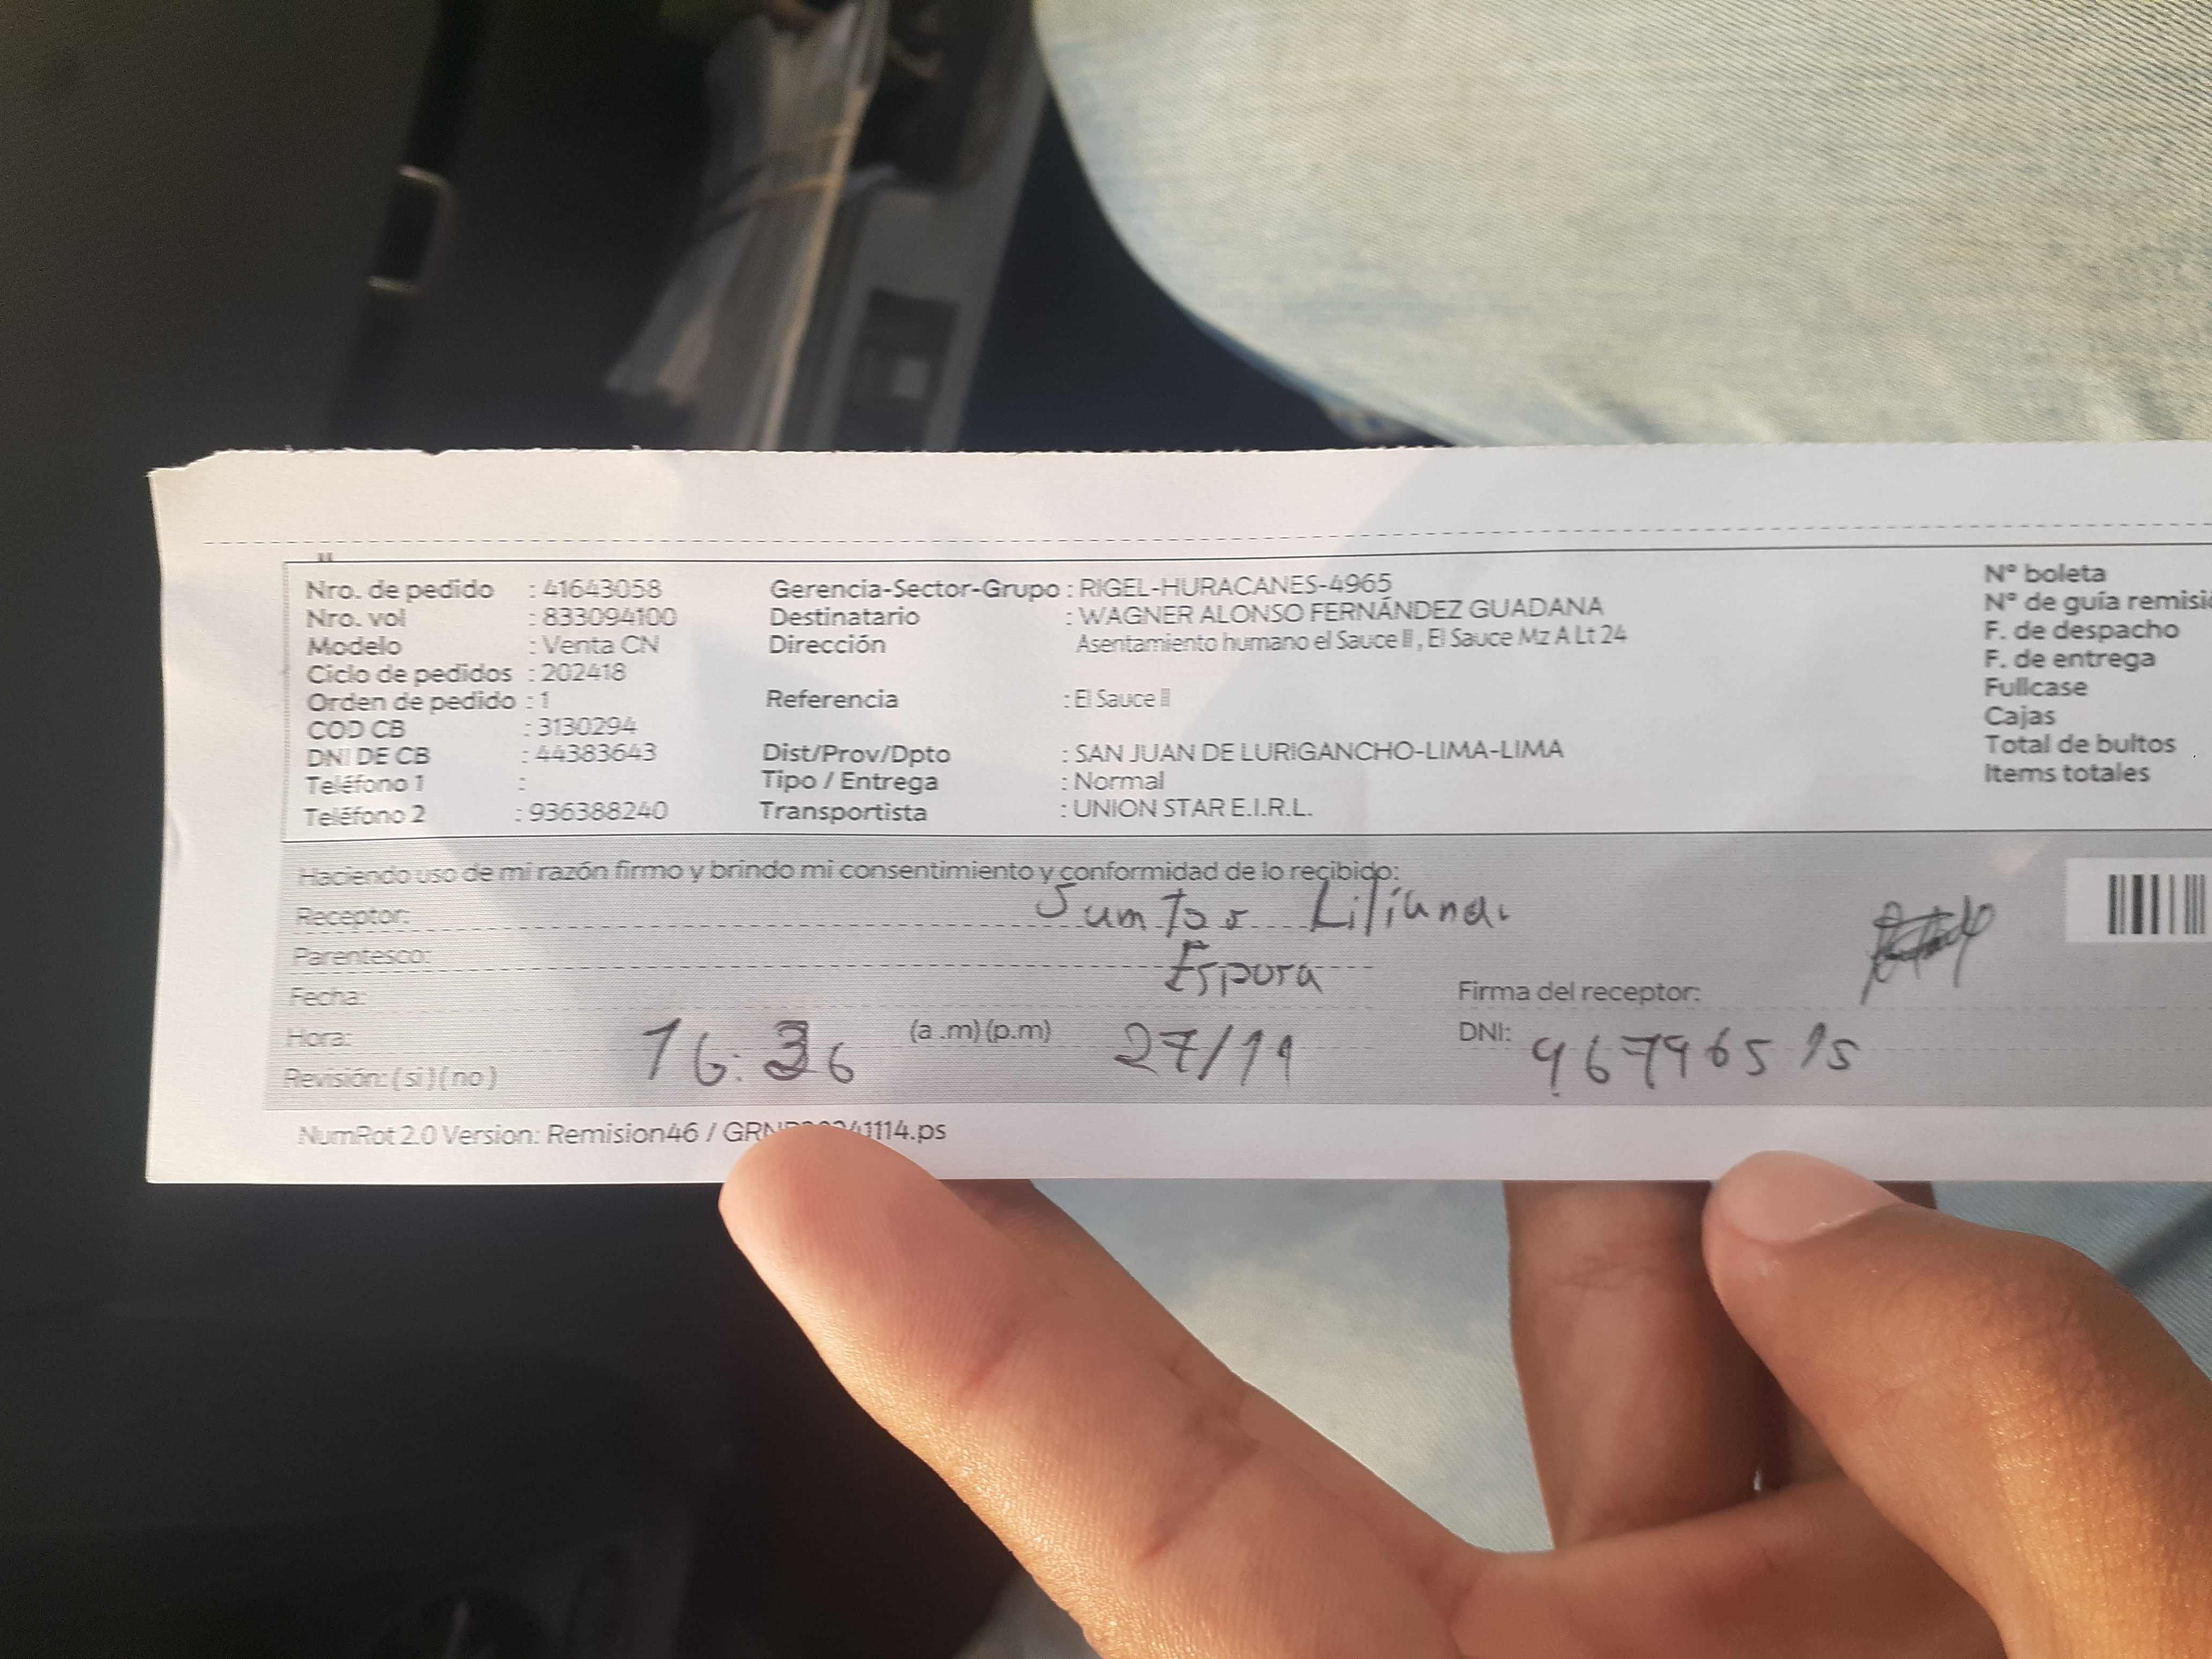 Nro. de pedido : 41643058 Gerencia-Sector-Grupo : RIGEL-HURACANES-4965 N° boleta
Nro. vol : 833094100 Destinatario : WAGNER ALONSO FERNÁNDEZ GUADANA N° de guía remisió
Modelo : Venta CN Dirección Asentamiento humano el Sauce II , El Sauce Mz A Lt 24 F. de despacho
Ciclo de pedidos : 202418 F. de entrega
Orden de pedido : 1 Referencia : El Sauce II Fullcase
COD CB : 3130294 Cajas
DNI DE CB : 44383643 Dist/Prov/Dpto : SAN JUAN DE LURIGANCHO-LIMA-LIMA Total de bultos
Teléfono 1 : Tipo / Entrega : Normal Items totales
Teléfono 2 : 936388240 Transportista : UNION STAR E.I.R.L.
Haciendo uso de mi razón firmo y brindo mi consentimiento y conformidad de lo recibido:
Receptor: Liliana
Parentesco: Espora
Fecha: Firma del receptor:
Hora: 16:36 (a .m) (p.m) 27/11 DNI: 96796515
Revisión: ( si ) ( no )
NumRot 2.0 Version: Remision46 / 1114.ps